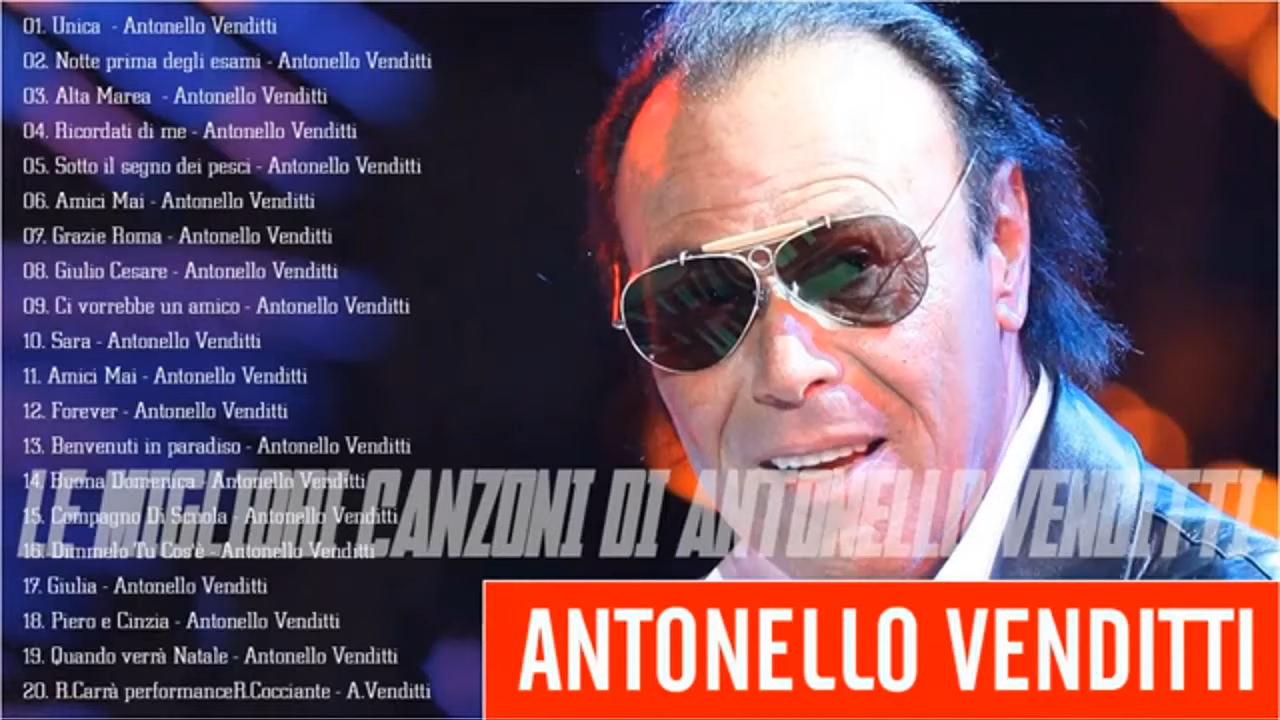 01. Unica - Antonello Venditti
02. Notte prima degli esami - Antonello Venditti
03. Alta Marea - Antonello Venditti
04. Ricordati di me - Antonello Venditti
05. Sotto il segno dei pesci - Antonello Venditti
06. Amici Mai - Antonello Venditti
07. Grazie Roma - Antonello Venditti
08. Giulio Cesare - Antonello Venditti
09. Ci vorrebbe un amico - Antonello Venditti
10. Sara - Antonello Venditti
11. Amici Mai - Antonello Venditti
12. Forever - Antonello Venditti
13. Benvenuti in paradiso - Antonello Venditti
14. Buona Domenica - Antonello Venditti
15. Compagno Di Scuola - Antonello Venditti
16. Dimmelo Tu Cos'è - Antonello Venditti
17. Giulia - Antonello Venditti
18. Piero e Cinzia - Antonello Venditti
19. Quando verrà Natale - Antonello Venditti
20. R.Carrà performanceR.Cocciante - A.Venditti
LE MIGLIORI CANZONI DI ANTONELLO VENDITTI
ANTONELLO VENDITTI